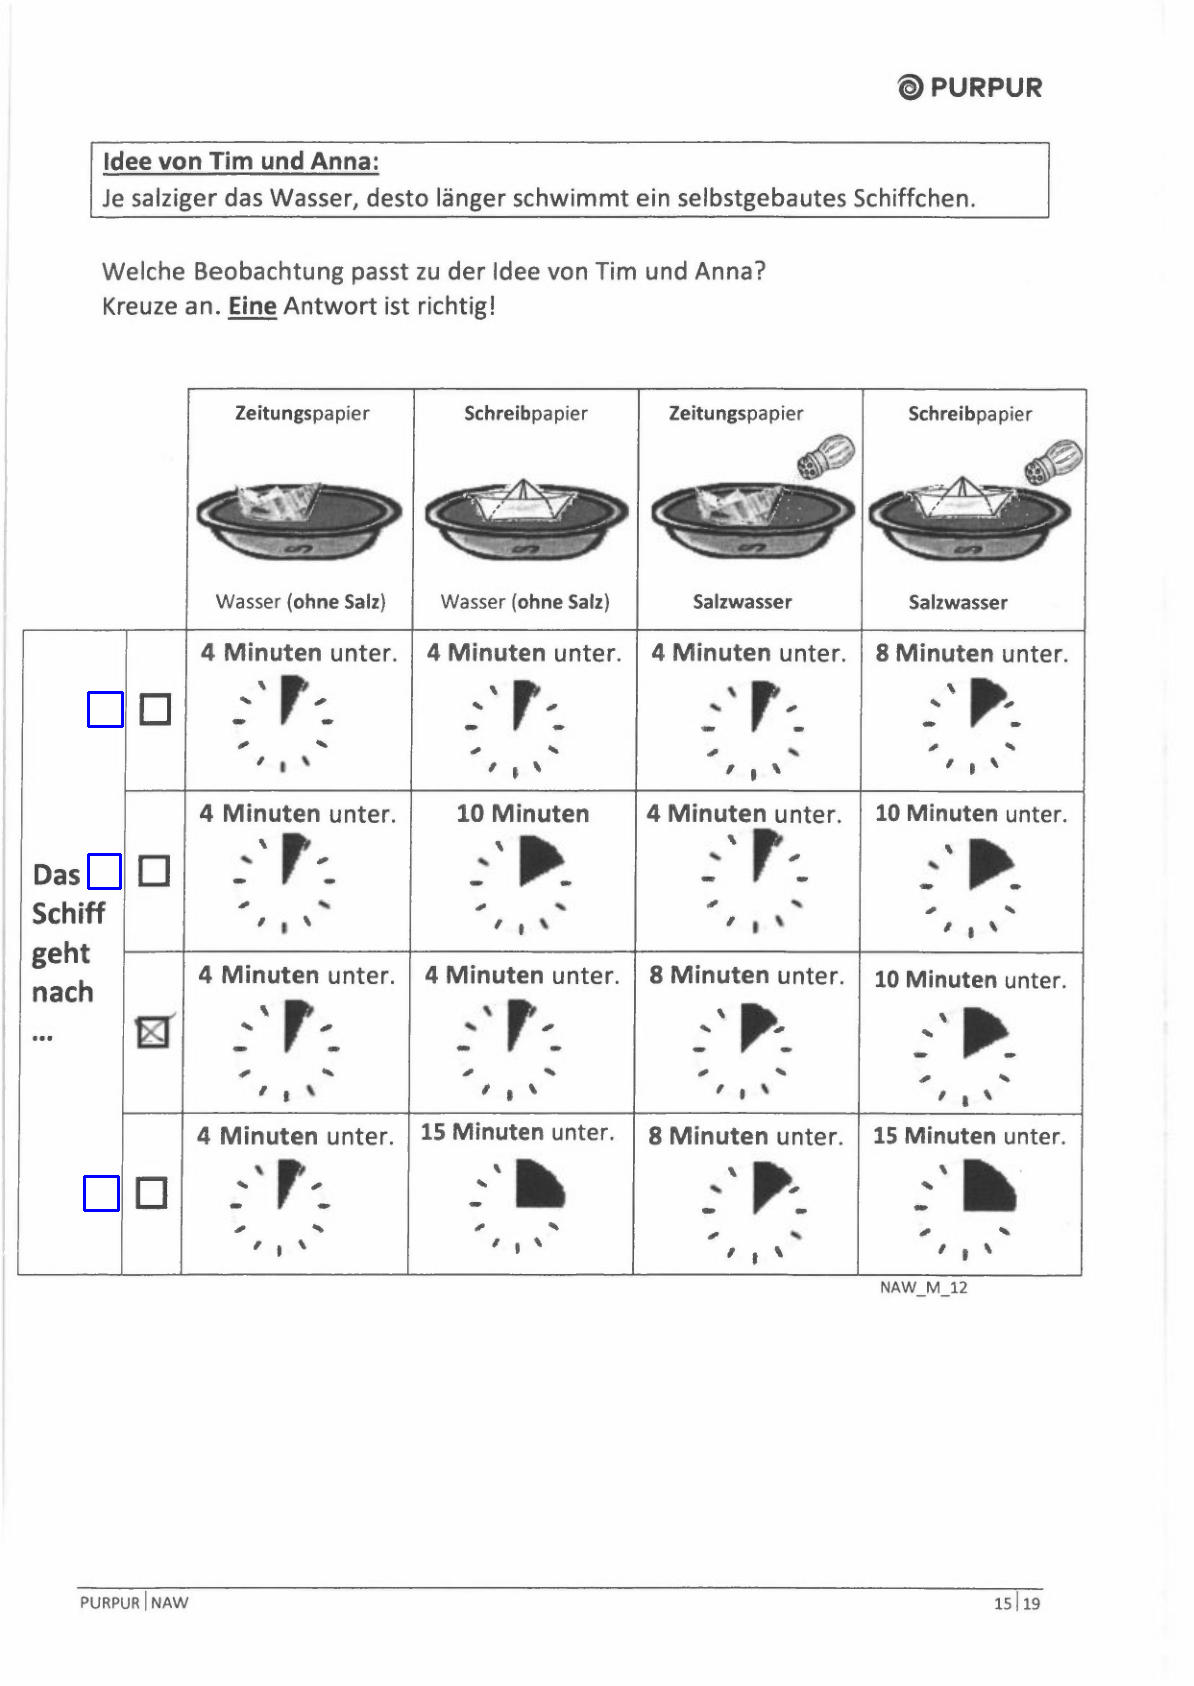 PURPUR
Idee von Tim und Anna:
Je salziger das Wasser, desto länger schwimmt ein selbstgebautes Schiffchen.
Welche Beobachtung passt zu der Idee von Tim und Anna?
Kreuze an. Eine Antwort ist richtig!
Zeitungspapier Schreibpapier Zeitungspapier Schreibpapier
Wasser (ohne Salz) Wasser (ohne Salz) Salzwasser Salzwasser
4 Minuten unter. 4 Minuten unter. 4 Minuten unter. 8 Minuten unter.
4 Minuten unter. 10 Minuten 4 Minuten unter. 10 Minuten unter.
Das
Schiff
geht
nach
...
4 Minuten unter. 4 Minuten unter. 8 Minuten unter. 10 Minuten unter.
4 Minuten unter. 15 Minuten unter. 8 Minuten unter. 15 Minuten unter.
NAW_M_12
PURPUR | NAW 15 | 19